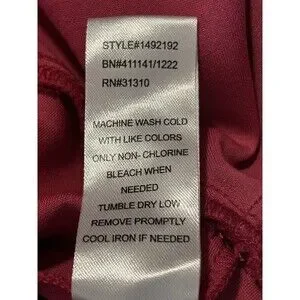 STYLE#1492192
BN#411141/1222
RN#31310
MACHINE WASH COLD
WITH LIKE COLORS
ONLY NON- CHLORINE
BLEACH WHEN
NEEDED
TUMBLE DRY LOW
REMOVE PROMPTLY
COOL IRON IF NEEDED